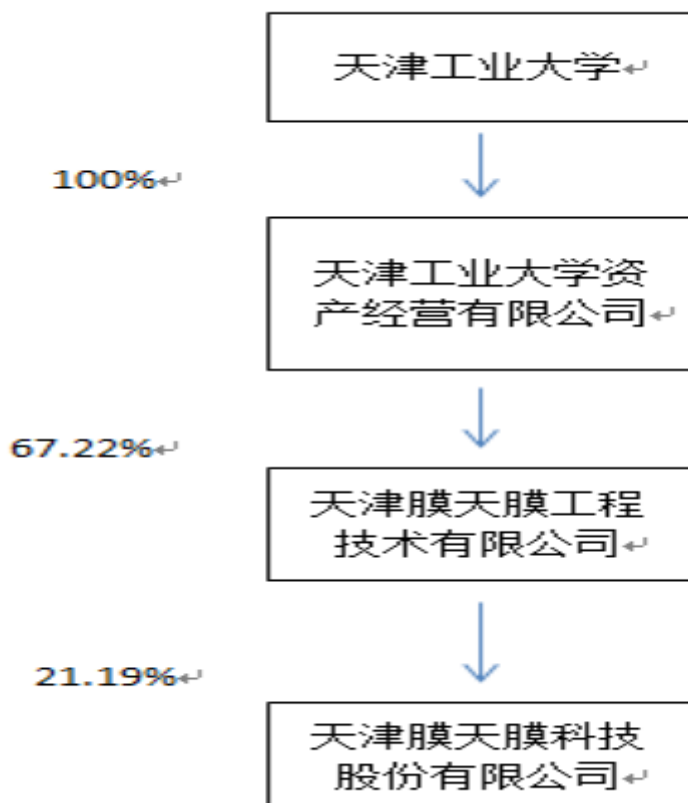 天津工业大学
100%
天津工业大学资
产经营有限公司
67.22%
天津膜天膜工程
技术有限公司
21.19%
天津膜天膜科技
股份有限公司